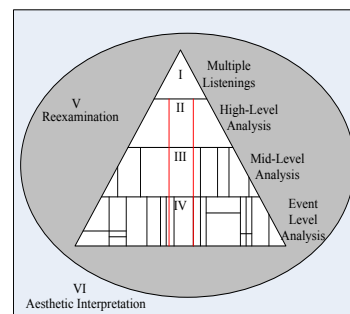 I
Multiple
Listenings
V
Reexamination
II
High-Level
Analysis
III
Mid-Level
Analysis
IV
Event
Level
Analysis
VI
Aesthetic Interpretation